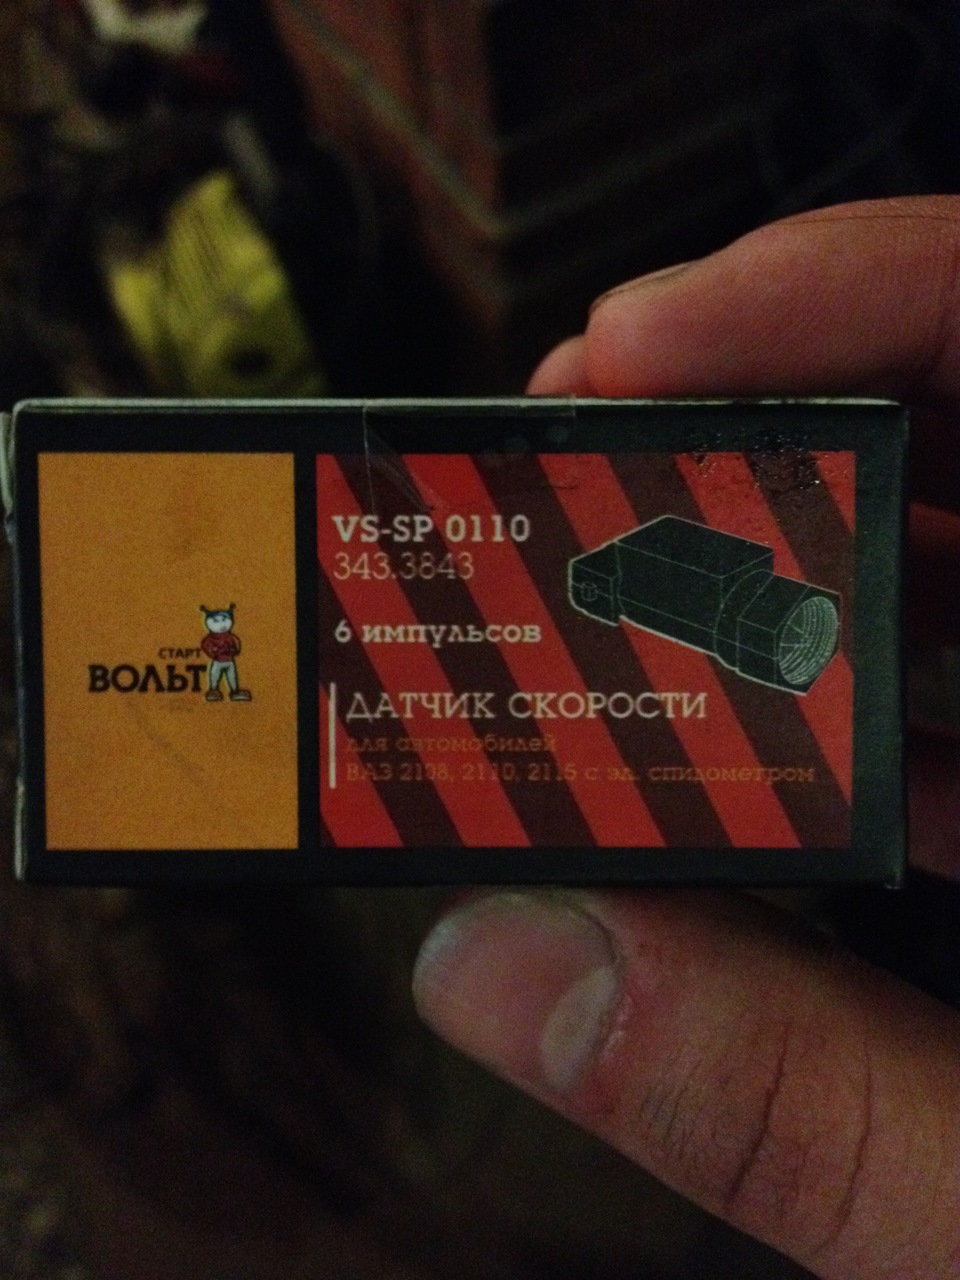 СТАРТ
ВОЛЬТ
VS-SP 0110
343.3843
6 импульсов
ДАТЧИК СКОРОСТИ
для автомобилей
ВАЗ 2108, 2110, 2115 с эл. спидометром